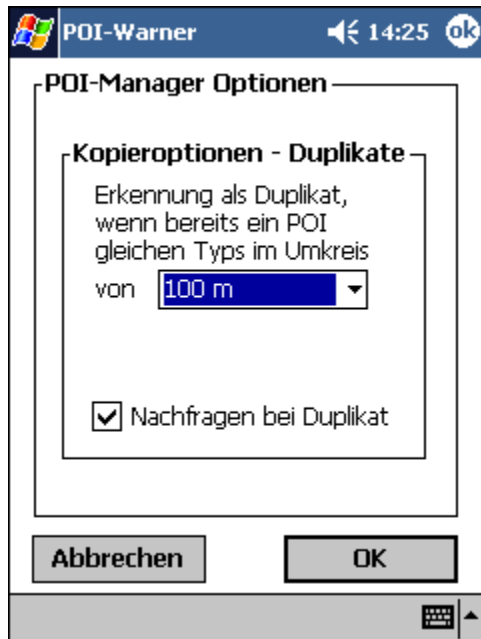 POI-Warner 14:25 ok
POI-Manager Optionen
Kopieroptionen - Duplikate
Erkennung als Duplikat,
wenn bereits ein POI
gleichen Typs im Umkreis
von 100 m
Nachfragen bei Duplikat
Abbrechen OK